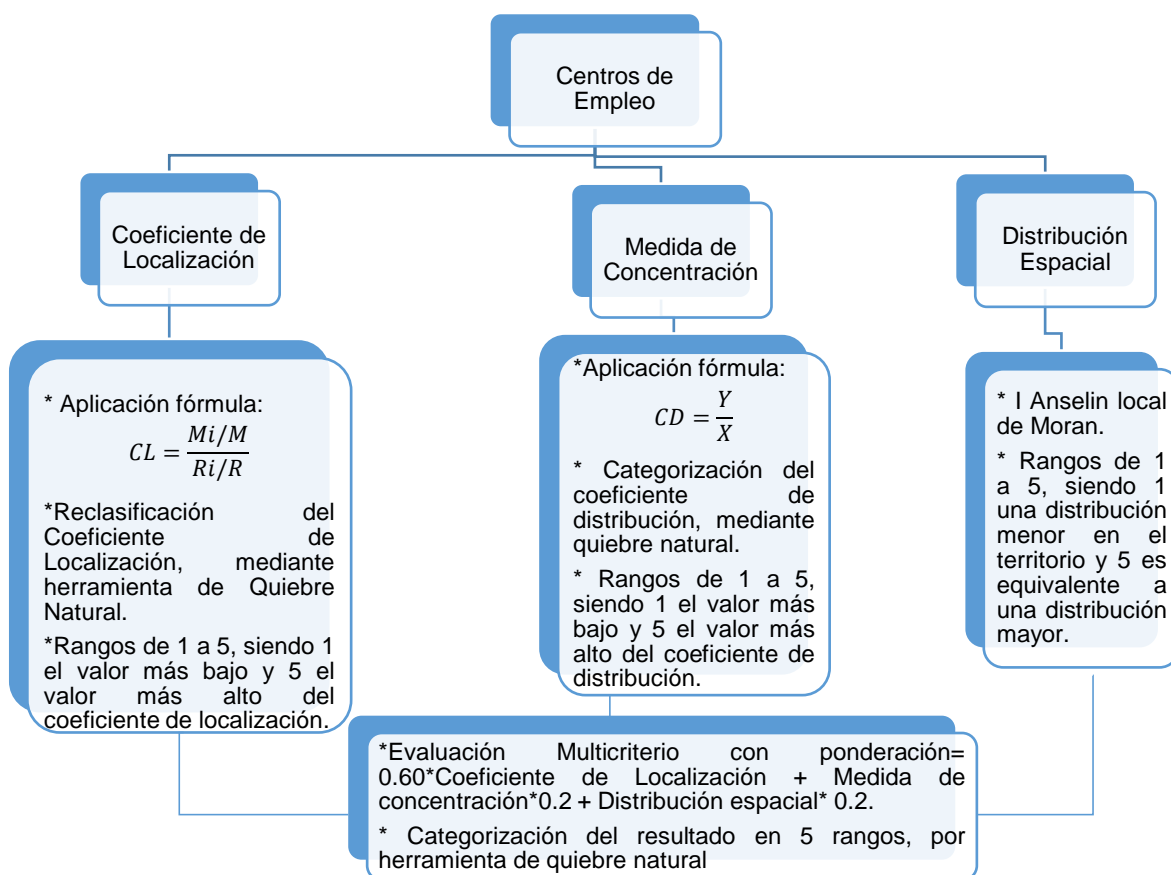 Centros de
Empleo
Coeficiente de
Localización
Medida de
Concentración
Distribución
Espacial
* Aplicación fórmula:
CL = (Mi/M)/(Ri/R)
*Reclasificación del
Coeficiente de
Localización, mediante
herramienta de Quiebre
Natural.
*Rangos de 1 a 5, siendo 1
el valor más bajo y 5 el
valor más alto del
coeficiente de localización.
*Aplicación fórmula:
CD = Y/X
* Categorización del
coeficiente de
distribución, mediante
quiebre natural.
* Rangos de 1 a 5,
siendo 1 el valor más
bajo y 5 el valor más
alto del coeficiente de
distribución.
* I Anselin local
de Moran.
* Rangos de 1
a 5, siendo 1
una distribución
menor en el
territorio y 5 es
equivalente a
una distribución
mayor.
*Evaluación Multicriterio con ponderación=
0.60*Coeficiente de Localización + Medida de
concentración*0.2 + Distribución espacial* 0.2.
* Categorización del resultado en 5 rangos, por
herramienta de quiebre natural